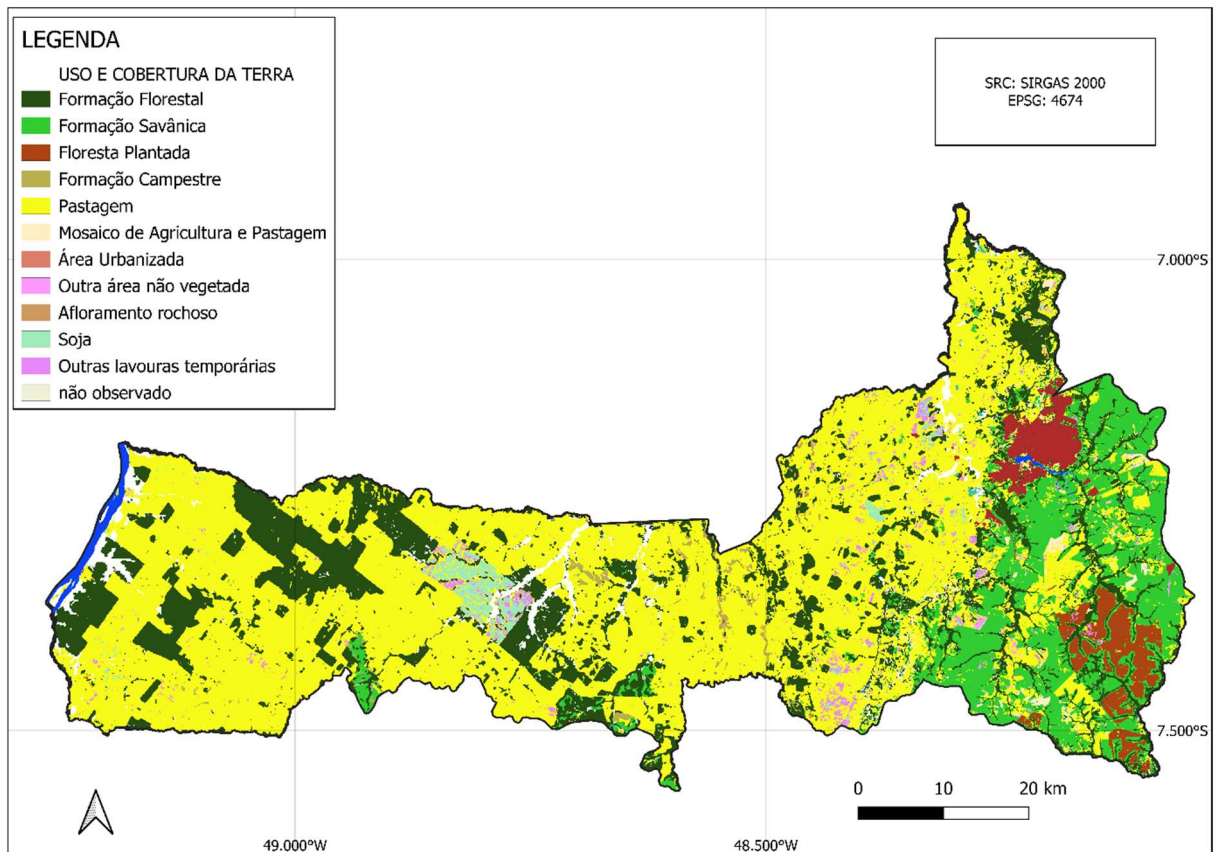 LEGENDA
USO E COBERTURA DA TERRA
Formação Florestal
Formação Savânica
Floresta Plantada
Formação Campestre
Pastagem
Mosaico de Agricultura e Pastagem
Área Urbanizada
Outra área não vegetada
Afloramento rochoso
Soja
Outras lavouras temporárias
não observado
SRC: SIRGAS 2000
EPSG: 4674
7.000°S
7.500°S
0 10 20 km
49.000°W 48.500°W